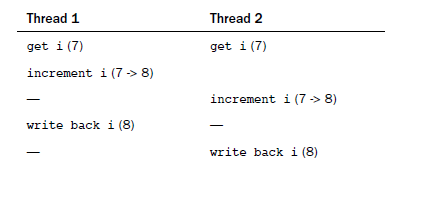 Thread 1 Thread 2
get i (7) get i (7)
increment i (7 -> 8)
— increment i (7 -> 8)
write back i (8) —
— write back i (8)